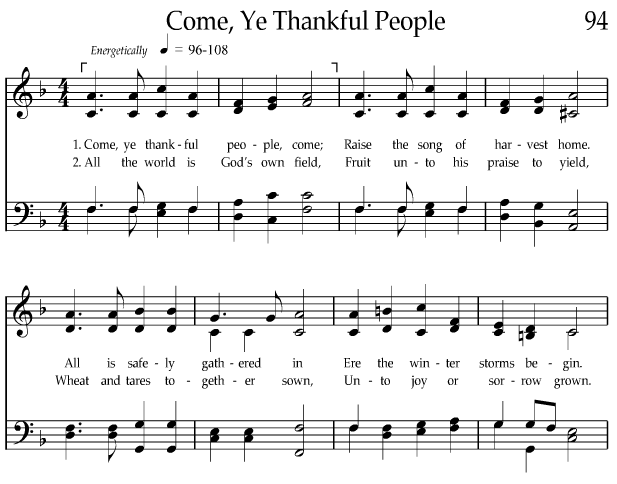 Come, Ye Thankful People 94
Energetically ♩ = 96-108
1. Come, ye thank - ful peo - ple, come; Raise the song of har - vest home.
2. All the world is God's own field, Fruit un - to his praise to yield,
All is safe - ly gath - ered in Ere the win - ter storms be - gin.
Wheat and tares to - geth - er sown, Un - to joy or sor - row grown.